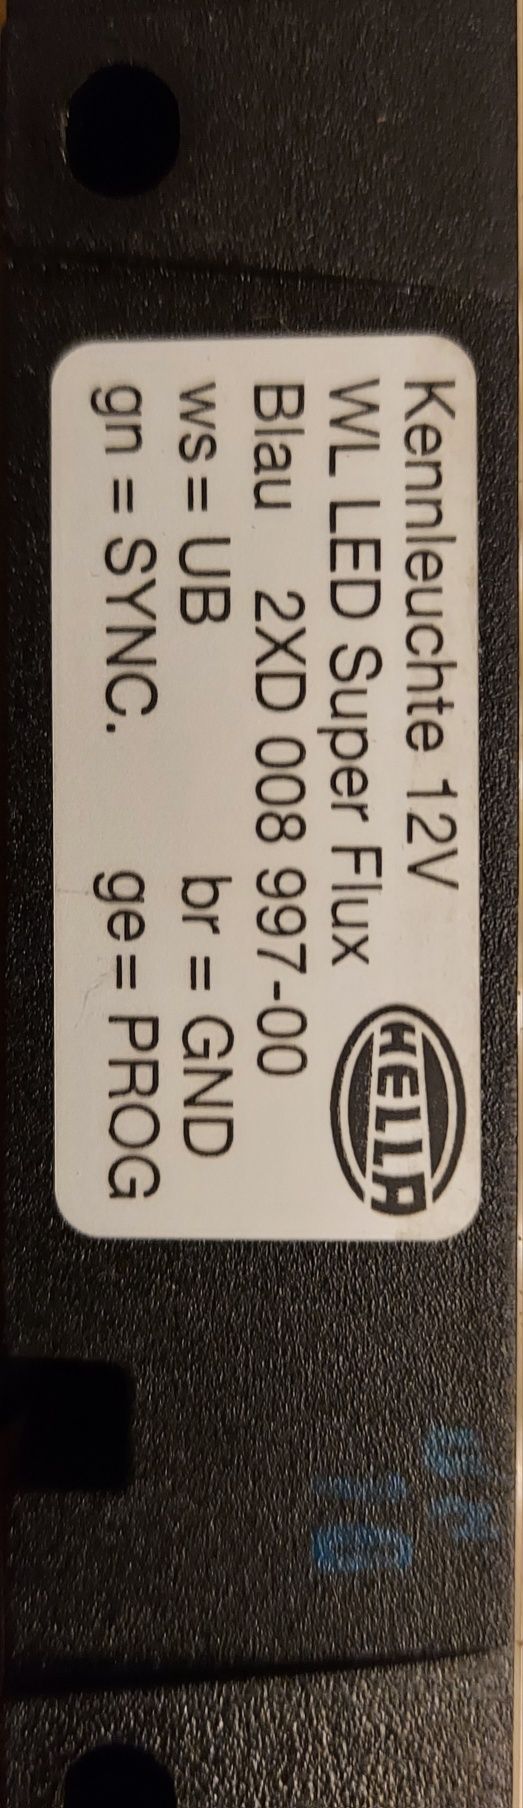 Kennleuchte 12V
WL LED Super Flux
HELLA
Blau 2XD 008 997-00
ws = UB br = GND
gn = SYNC. ge = PROG